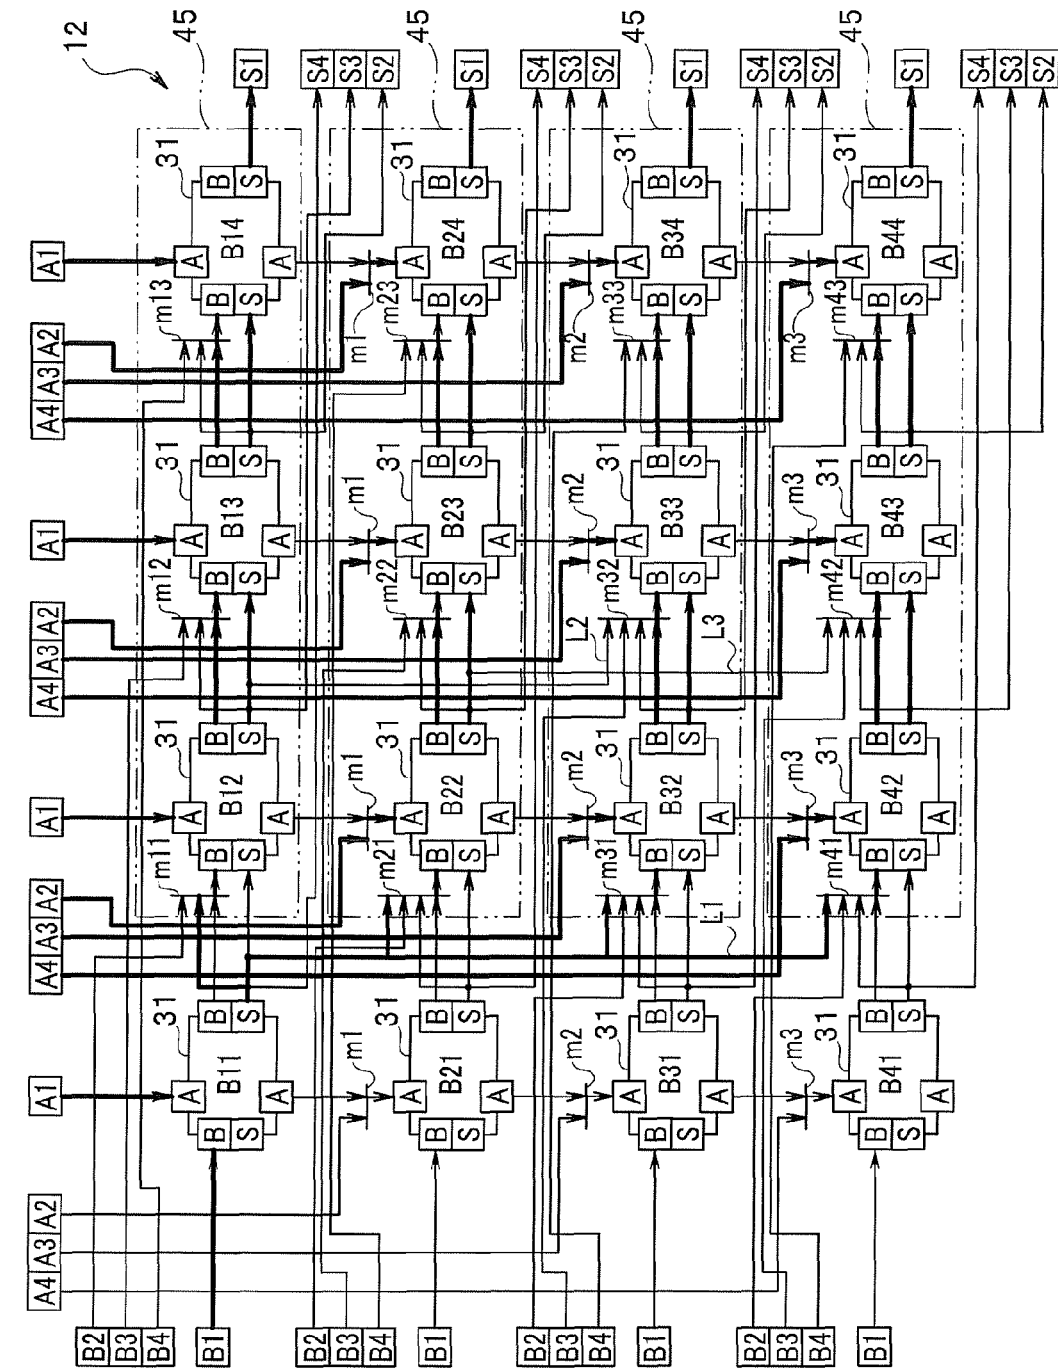 A4 A3 A2 A1 A4 A3 A2 A1 A4 A3 A2 A1 A4 A3 A2 A1
12
B2
B3
B4
B1
m11 m12 m13
31 31 31 31 45
A A A A
B B B B B B B B
B11 B12 B13 B14
S S S S S S S S S1
A A A A
B2
B3
B4
B1
S4
S3
S2
m1 m1 m1 m1
m21 m22 m23
31 31 31 31 45
A A A A
B B B B B B B B
B21 B22 B23 B24
S S S S S S S S S1
A A A A
B2
B3
B4
B1
S4
S3
S2
m2 m2 m2 m2
L2
m31 m32 m33
31 31 31 31 45
A A A A
B B B B B B B B
B31 B32 B33 B34
S S S S S S S S S1
A A A A
L1 L3
B2
B3
B4
B1
S4
S3
S2
m3 m3 m3 m3
m41 m42 m43
31 31 31 31 45
A A A A
B B B B B B B B
B41 B42 B43 B44
S S S S S S S S S1
A A A A
S4
S3
S2